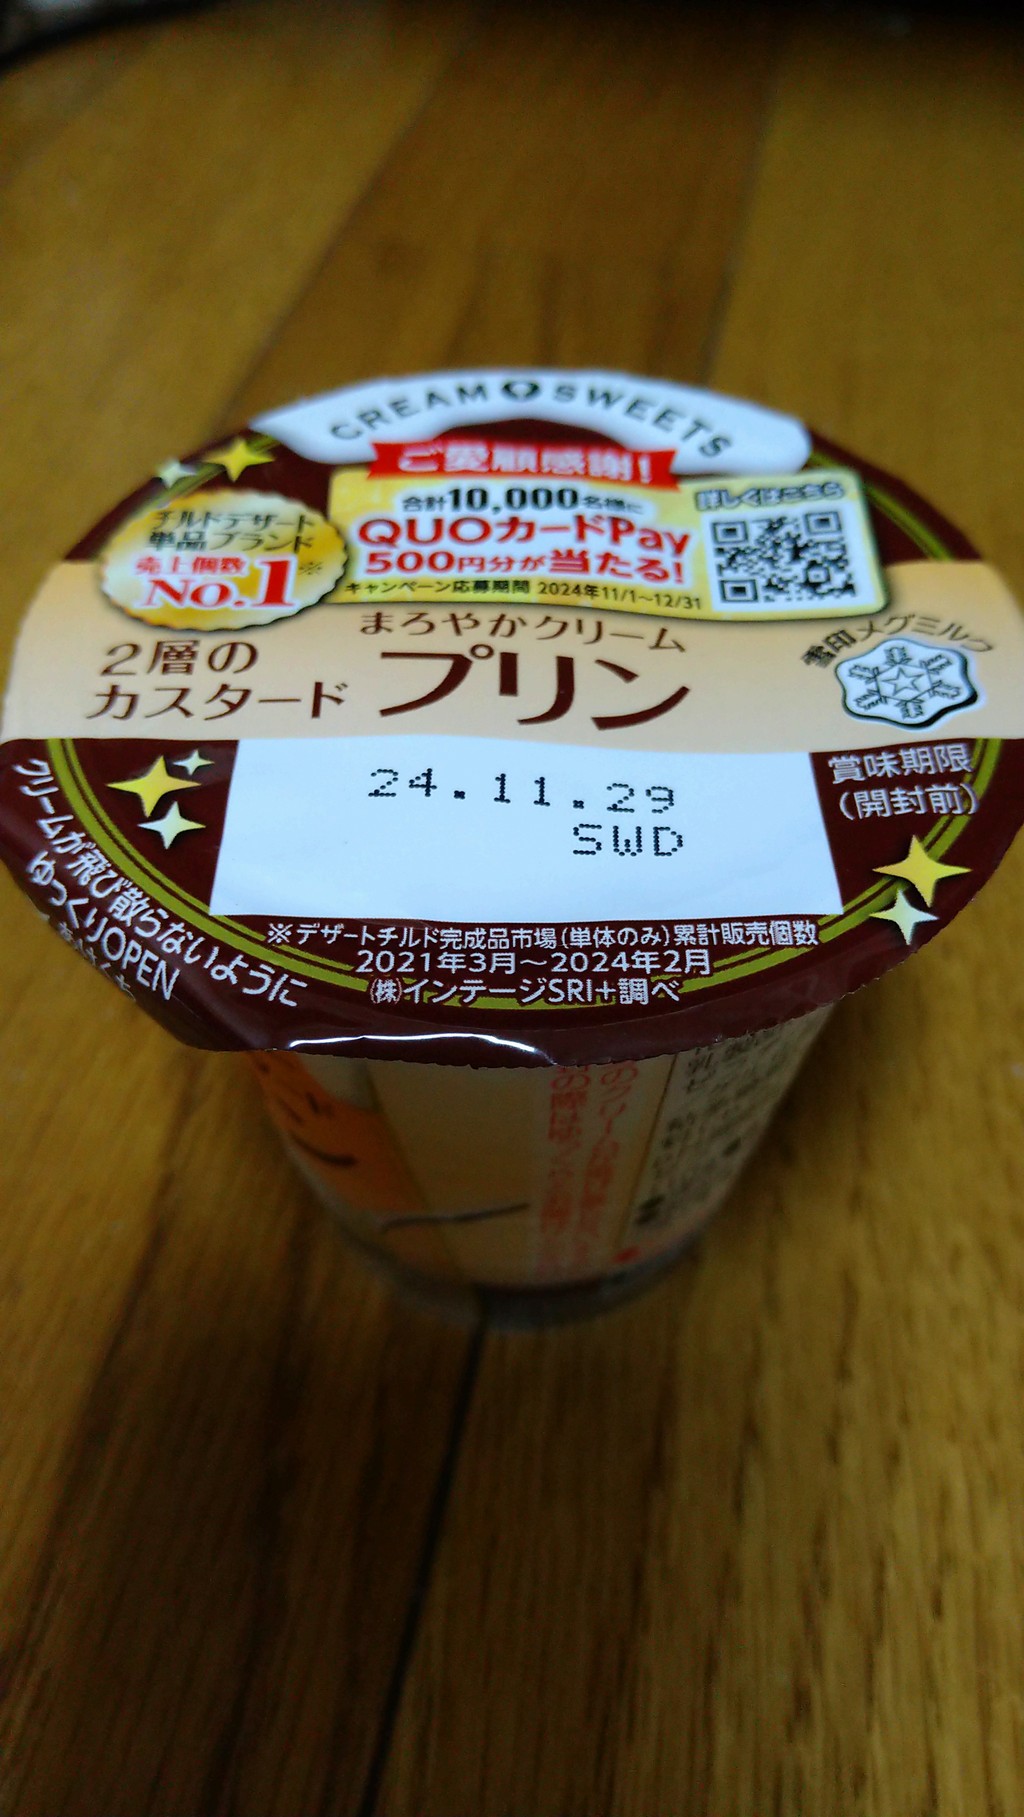 CREAM SWEETS
ご愛顧感謝!
合計10,000名様に
QUOカードPay
500円分が当たる!
キャンペーン応募期間 2024年11/1~12/31
詳しくはこちら
チルドデザート
単品ブランド
売上個数※
No.1
まろやかクリーム
2層の
カスタード
プリン
雪印メグミルク
24.11.29
SWD
賞味期限
(開封前)
クリームが飛び散らないように
ゆっくりOPEN
※デザートチルド完成品市場(単体のみ)累計販売個数
2021年3月~2024年2月
㈱インテージSRI+調べ